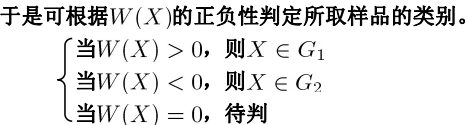 于是可根据W(X)的正负性判定所取样品的类别。
当W(X) > 0，则X ∈ G₁
当W(X) < 0，则X ∈ G₂
当W(X) = 0，待判